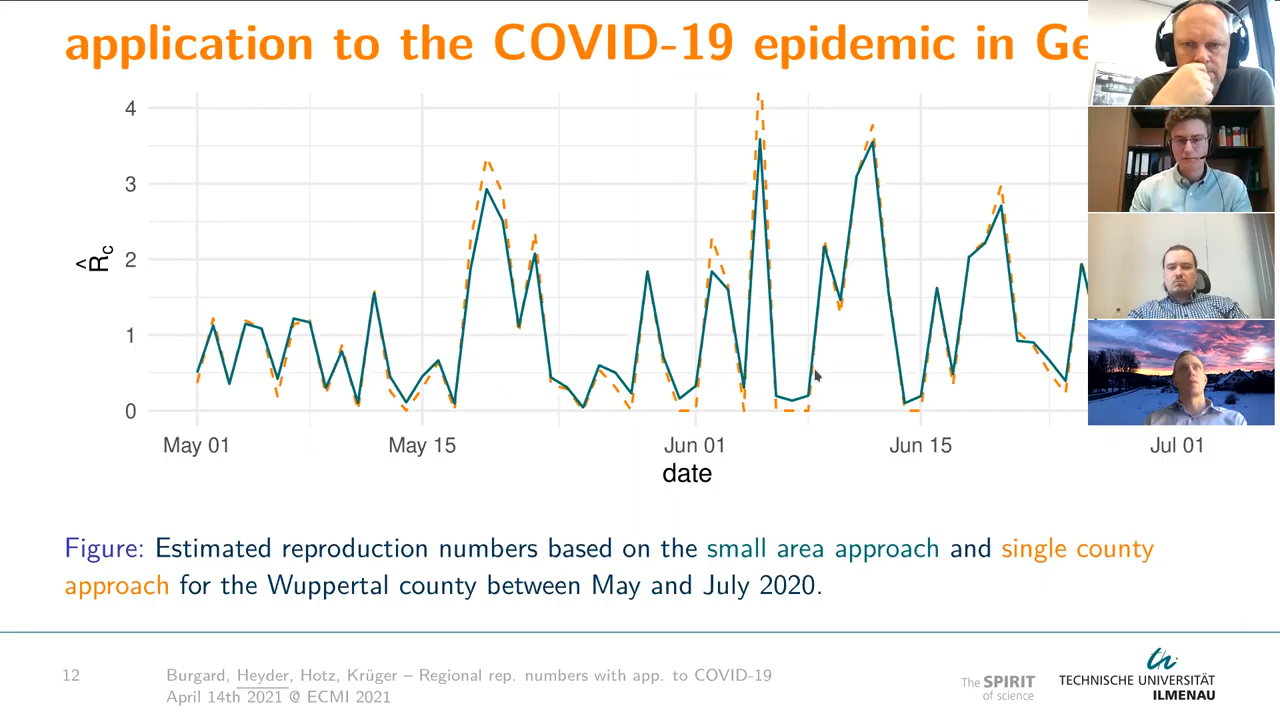 application to the COVID-19 epidemic in Ge
4
3
2
1
0
R̂c
May 01
May 15
Jun 01
Jun 15
Jul 01
date
Figure: Estimated reproduction numbers based on the small area approach and single county
approach for the Wuppertal county between May and July 2020.
12
Burgard, Heyder, Hotz, Krüger – Regional rep. numbers with app. to COVID-19
April 14th 2021 @ ECMI 2021
The SPIRIT
of science
th
TECHNISCHE UNIVERSITÄT
ILMENAU